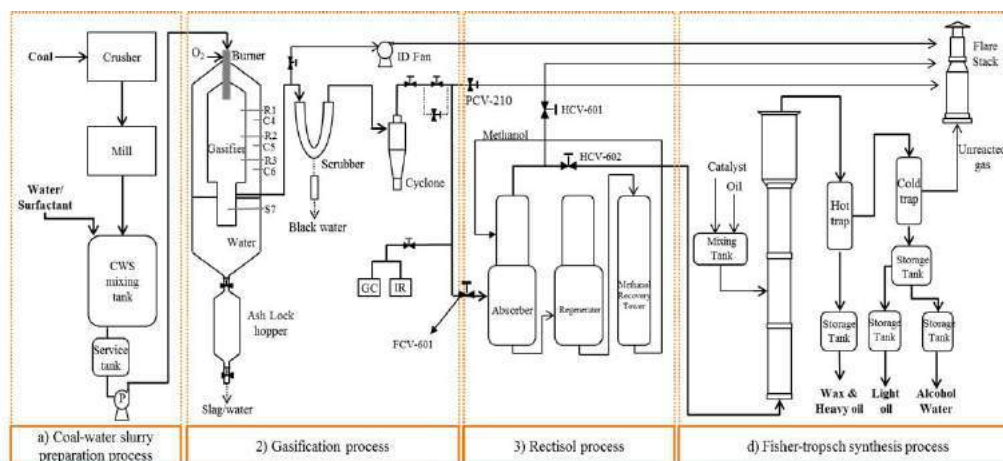 Coal
Crusher
Mill
Water/
Surfactant
CWS
mixing
tank
Service
tank
P
a) Coal-water slurry
preparation process
O2
Burner
R1
C4
R2
C5
R3
C6
S7
Gasifier
Water
Ash Lock
hopper
Slag/water
Scrubber
Black water
ID Fan
Cyclone
GC
IR
2) Gasification process
PCV-210
HCV-601
Methanol
HCV-602
FCV-601
Absorber
Regenerater
Methanol
Recovery
Tower
3) Rectisol process
Flare
Stack
Unreacted
gas
Catalyst
Oil
Mixing
Tank
Hot
trap
Cold
trap
Storage
Tank
Storage
Tank
Storage
Tank
Storage
Tank
Wax &
Heavy oil
Light
oil
Alcohol
Water
d) Fisher-tropsch synthesis process